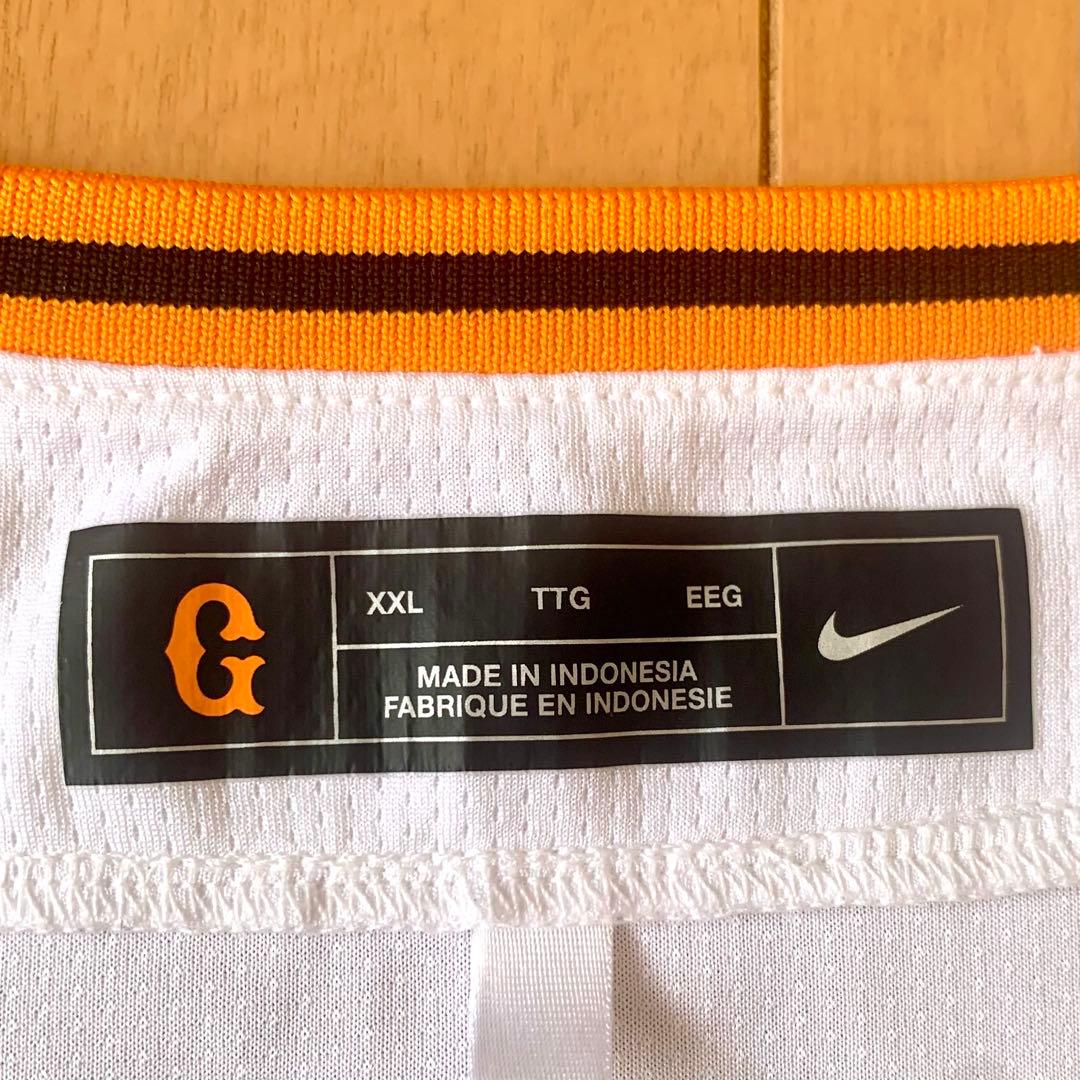 G
XXL TTG EEG
MADE IN INDONESIA
FABRIQUE EN INDONESIE